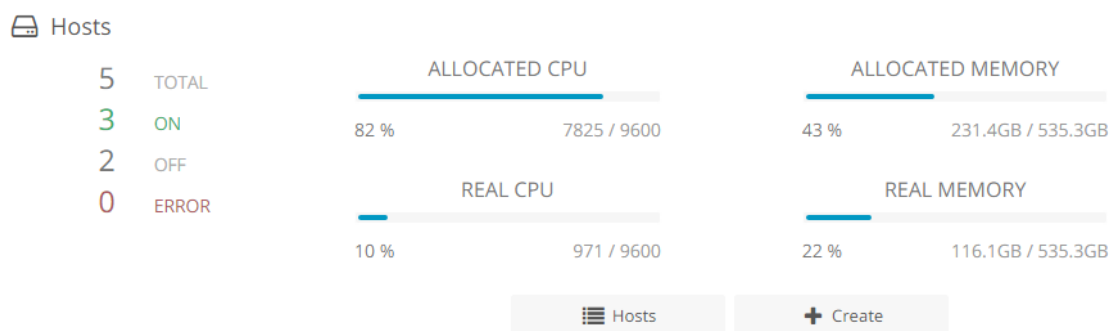 Hosts
5 TOTAL
3 ON
2 OFF
0 ERROR
ALLOCATED CPU
82 % 7825 / 9600
ALLOCATED MEMORY
43 % 231.4GB / 535.3GB
REAL CPU
10 % 971 / 9600
REAL MEMORY
22 % 116.1GB / 535.3GB
Hosts
Create